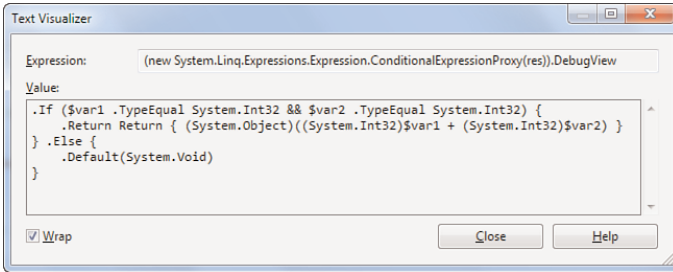 Text Visualizer
Expression: (new System.Linq.Expressions.Expression.ConditionalExpressionProxy(res)).DebugView
Value:
.If ($var1 .TypeEqual System.Int32 && $var2 .TypeEqual System.Int32) {
    .Return Return { (System.Object)((System.Int32)$var1 + (System.Int32)$var2) }
} .Else {
    .Default(System.Void)
}
Wrap Close Help